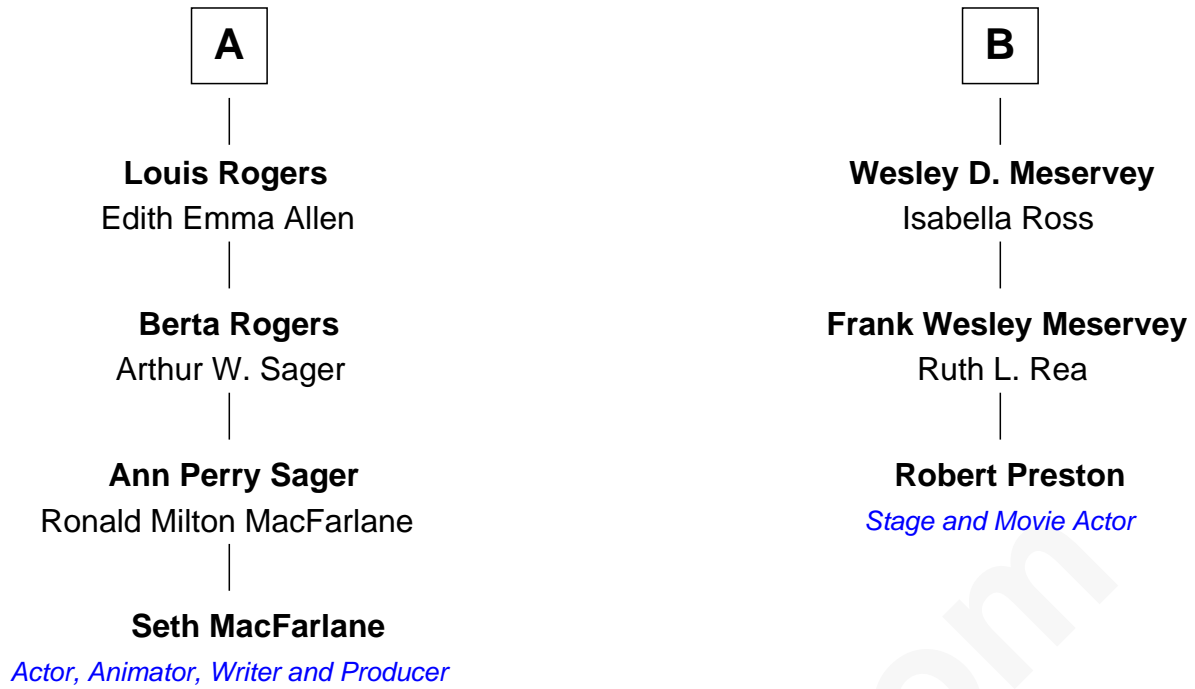 A
Louis Rogers
Edith Emma Allen
Berta Rogers
Arthur W. Sager
Ann Perry Sager
Ronald Milton MacFarlane
Seth MacFarlane
Actor, Animator, Writer and Producer
B
Wesley D. Meservey
Isabella Ross
Frank Wesley Meservey
Ruth L. Rea
Robert Preston
Stage and Movie Actor
om